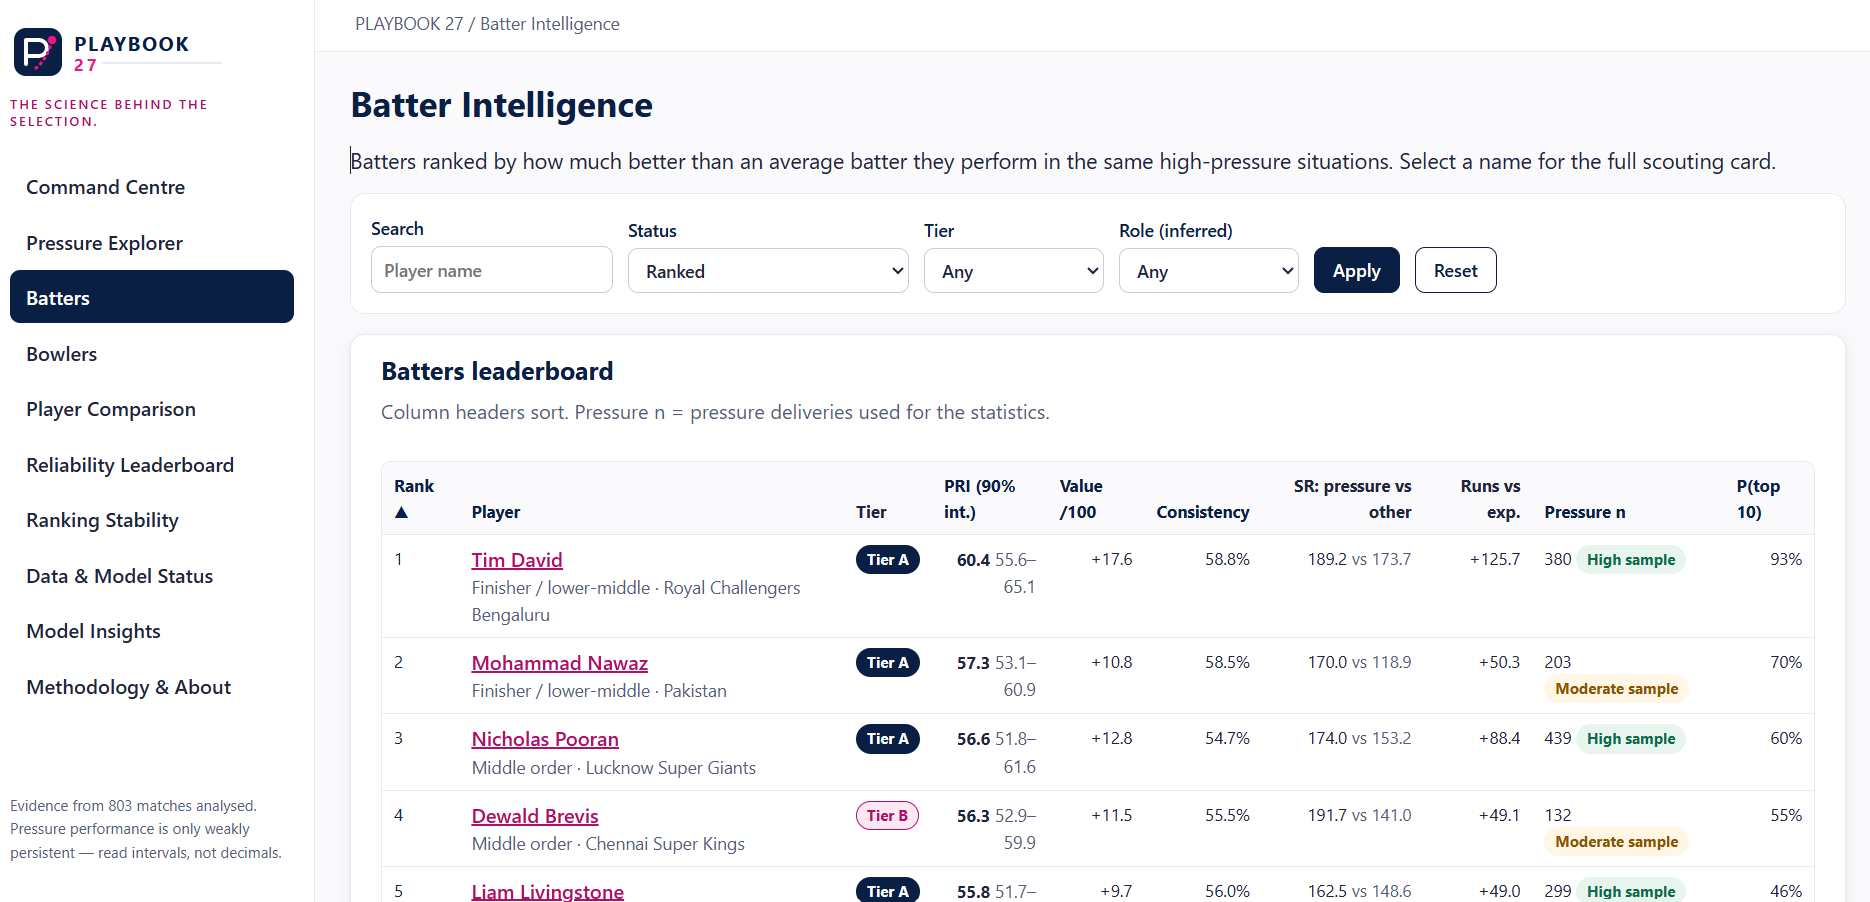 PLAYBOOK
27
THE SCIENCE BEHIND THE
SELECTION.
Command Centre
Pressure Explorer
Batters
Bowlers
Player Comparison
Reliability Leaderboard
Ranking Stability
Data & Model Status
Model Insights
Methodology & About
Evidence from 803 matches analysed.
Pressure performance is only weakly
persistent — read intervals, not decimals.
PLAYBOOK 27 / Batter Intelligence
Batter Intelligence
Batters ranked by how much better than an average batter they perform in the same high-pressure situations. Select a name for the full scouting card.
Search Status Tier Role (inferred)
Player name Ranked Any Any Apply Reset
Batters leaderboard
Column headers sort. Pressure n = pressure deliveries used for the statistics.
Rank PRI (90% Value SR: pressure vs Runs vs P(top
▲ Player Tier int.) /100 Consistency other exp. Pressure n 10)
1 Tim David Tier A 60.4 55.6– +17.6 58.8% 189.2 vs 173.7 +125.7 380 High sample 93%
Finisher / lower-middle · Royal Challengers 65.1
Bengaluru
2 Mohammad Nawaz Tier A 57.3 53.1– +10.8 58.5% 170.0 vs 118.9 +50.3 203 70%
Finisher / lower-middle · Pakistan 60.9 Moderate sample
3 Nicholas Pooran Tier A 56.6 51.8– +12.8 54.7% 174.0 vs 153.2 +88.4 439 High sample 60%
Middle order · Lucknow Super Giants 61.6
4 Dewald Brevis Tier B 56.3 52.9– +11.5 55.5% 191.7 vs 141.0 +49.1 132 55%
Middle order · Chennai Super Kings 59.9 Moderate sample
5 Liam Livingstone Tier A 55.8 51.7– +9.7 56.0% 162.5 vs 148.6 +49.0 299 High sample 46%